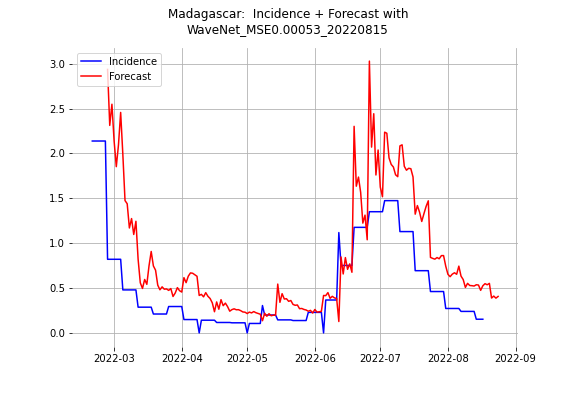 Madagascar:  Incidence + Forecast with
WaveNet_MSE0.00053_20220815
Incidence
Forecast
3.0
2.5
2.0
1.5
1.0
0.5
0.0
2022-03 2022-04 2022-05 2022-06 2022-07 2022-08 2022-09